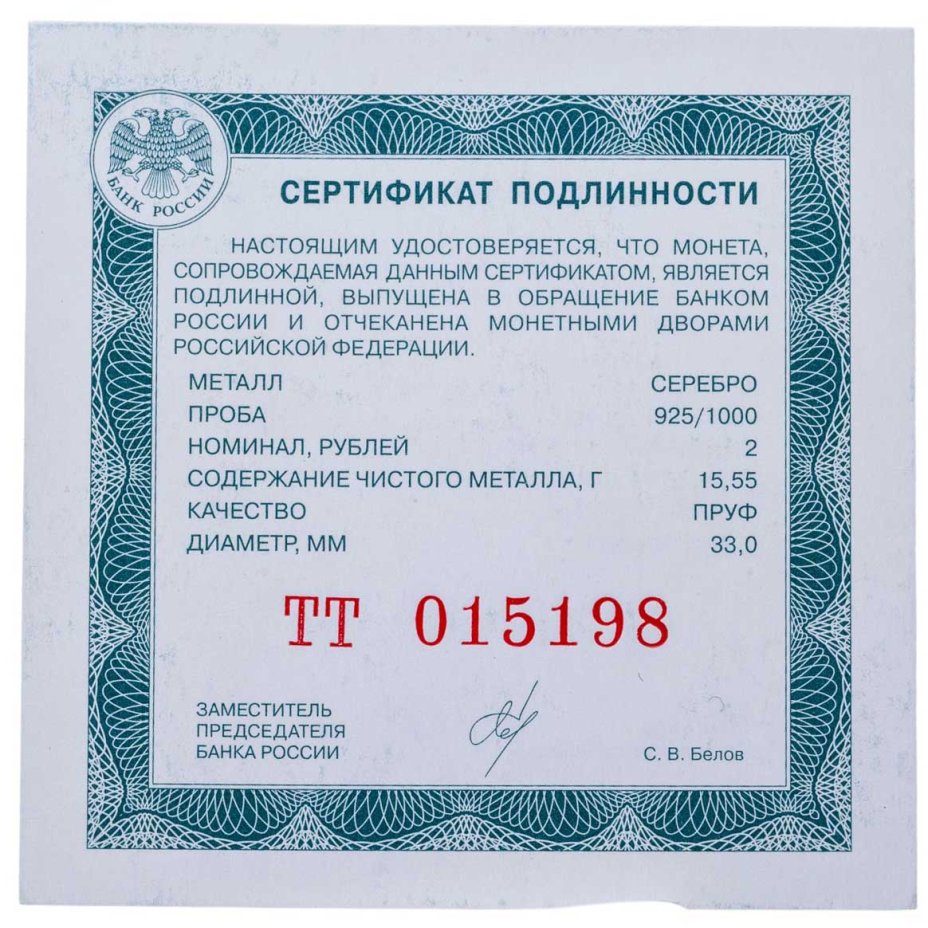 БАНК РОССИИ
СЕРТИФИКАТ ПОДЛИННОСТИ
НАСТОЯЩИМ УДОСТОВЕРЯЕТСЯ, ЧТО МОНЕТА,
СОПРОВОЖДАЕМАЯ ДАННЫМ СЕРТИФИКАТОМ, ЯВЛЯЕТСЯ
ПОДЛИННОЙ, ВЫПУЩЕНА В ОБРАЩЕНИЕ БАНКОМ
РОССИИ И ОТЧЕКАНЕНА МОНЕТНЫМИ ДВОРАМИ
РОССИЙСКОЙ ФЕДЕРАЦИИ.
МЕТАЛЛ СЕРЕБРО
ПРОБА 925/1000
НОМИНАЛ, РУБЛЕЙ 2
СОДЕРЖАНИЕ ЧИСТОГО МЕТАЛЛА, Г 15,55
КАЧЕСТВО ПРУФ
ДИАМЕТР, ММ 33,0
ТТ 015198
ЗАМЕСТИТЕЛЬ
ПРЕДСЕДАТЕЛЯ
БАНКА РОССИИ С. В. Белов